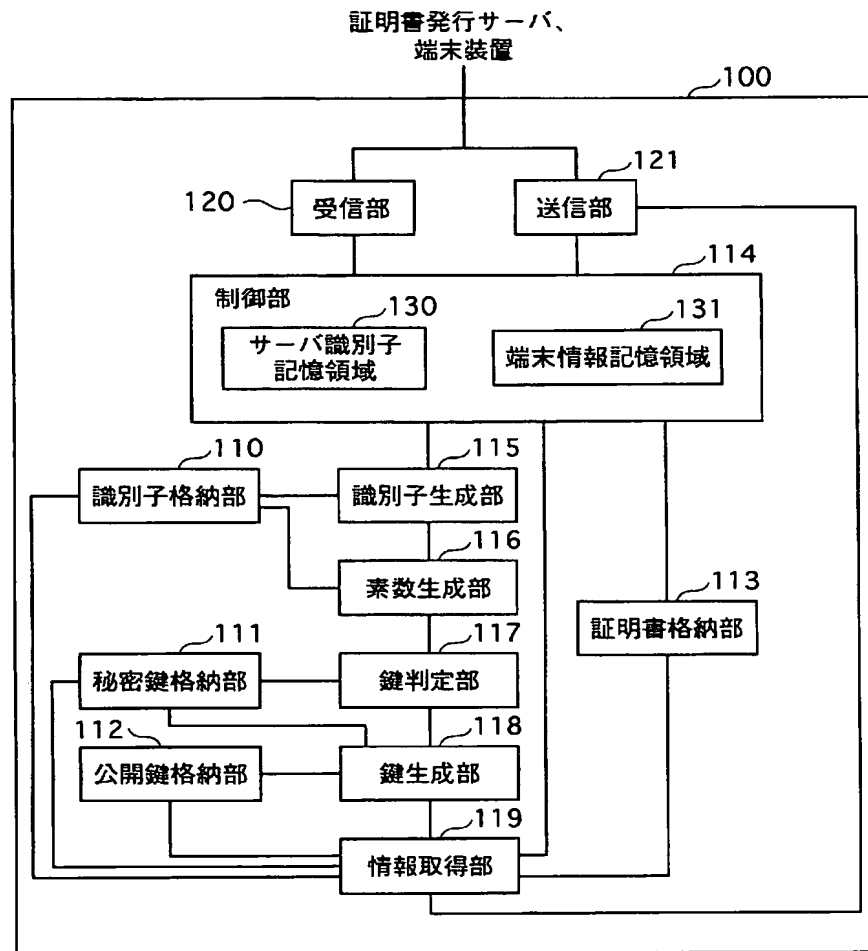 証明書発行サーバ、
端末装置
100
121
120
受信部
送信部
114
制御部
130
131
サーバ識別子
記憶領域
端末情報記憶領域
110
115
識別子格納部
識別子生成部
116
素数生成部
113
証明書格納部
111
117
秘密鍵格納部
鍵判定部
112
118
公開鍵格納部
鍵生成部
119
情報取得部